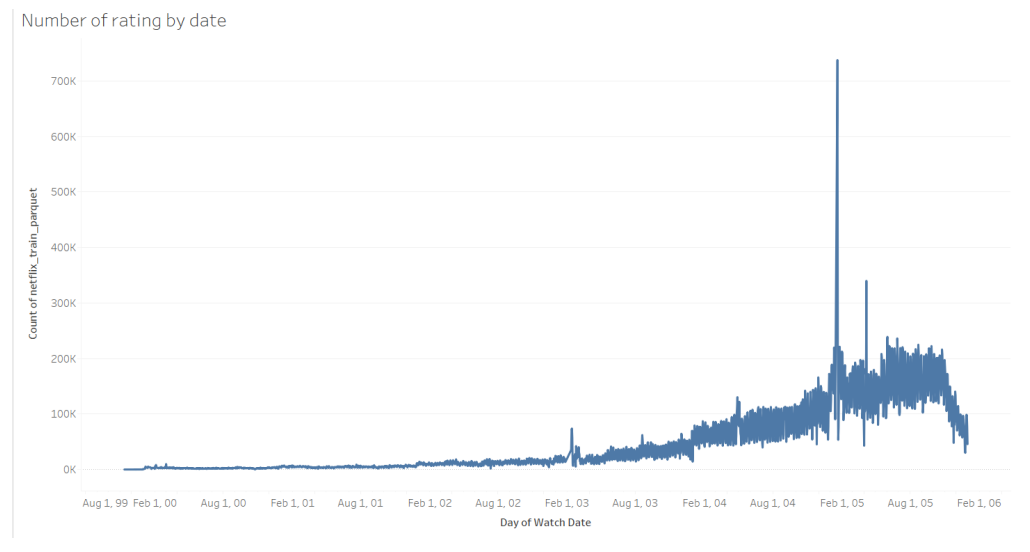 Number of rating by date
Count of netflix_train_parquet
700K
600K
500K
400K
300K
200K
100K
0K
Aug 1, 99 Feb 1, 00 Aug 1, 00 Feb 1, 01 Aug 1, 01 Feb 1, 02 Aug 1, 02 Feb 1, 03 Aug 1, 03 Feb 1, 04 Aug 1, 04 Feb 1, 05 Aug 1, 05 Feb 1, 06
Day of Watch Date